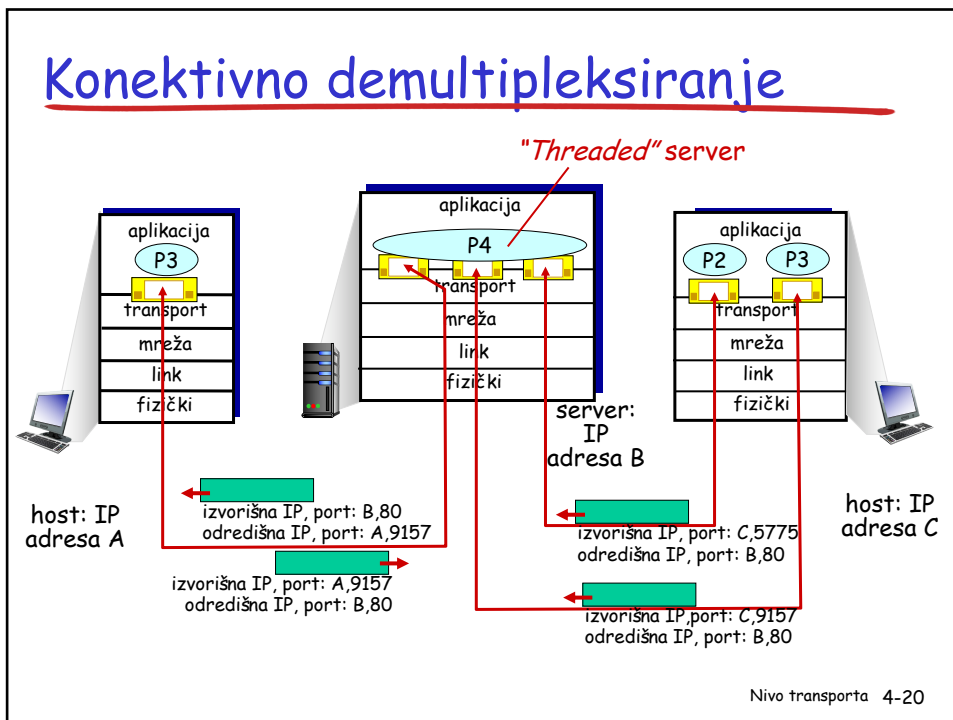 Konektivno demultipleksiranje
"Threaded" server
aplikacija
P3
transport
mreža
link
fizički
aplikacija
P4
transport
mreža
link
fizički
aplikacija
P2
P3
transport
mreža
link
fizički
server:
IP
adresa B
host: IP
adresa A
izvorišna IP, port: B,80
odredišna IP, port: A,9157
izvorišna IP, port: A,9157
odredišna IP, port: B,80
izvorišna IP, port: C,5775
odredišna IP, port: B,80
izvorišna IP,port: C,9157
odredišna IP, port: B,80
host: IP
adresa C
Nivo transporta 4-20